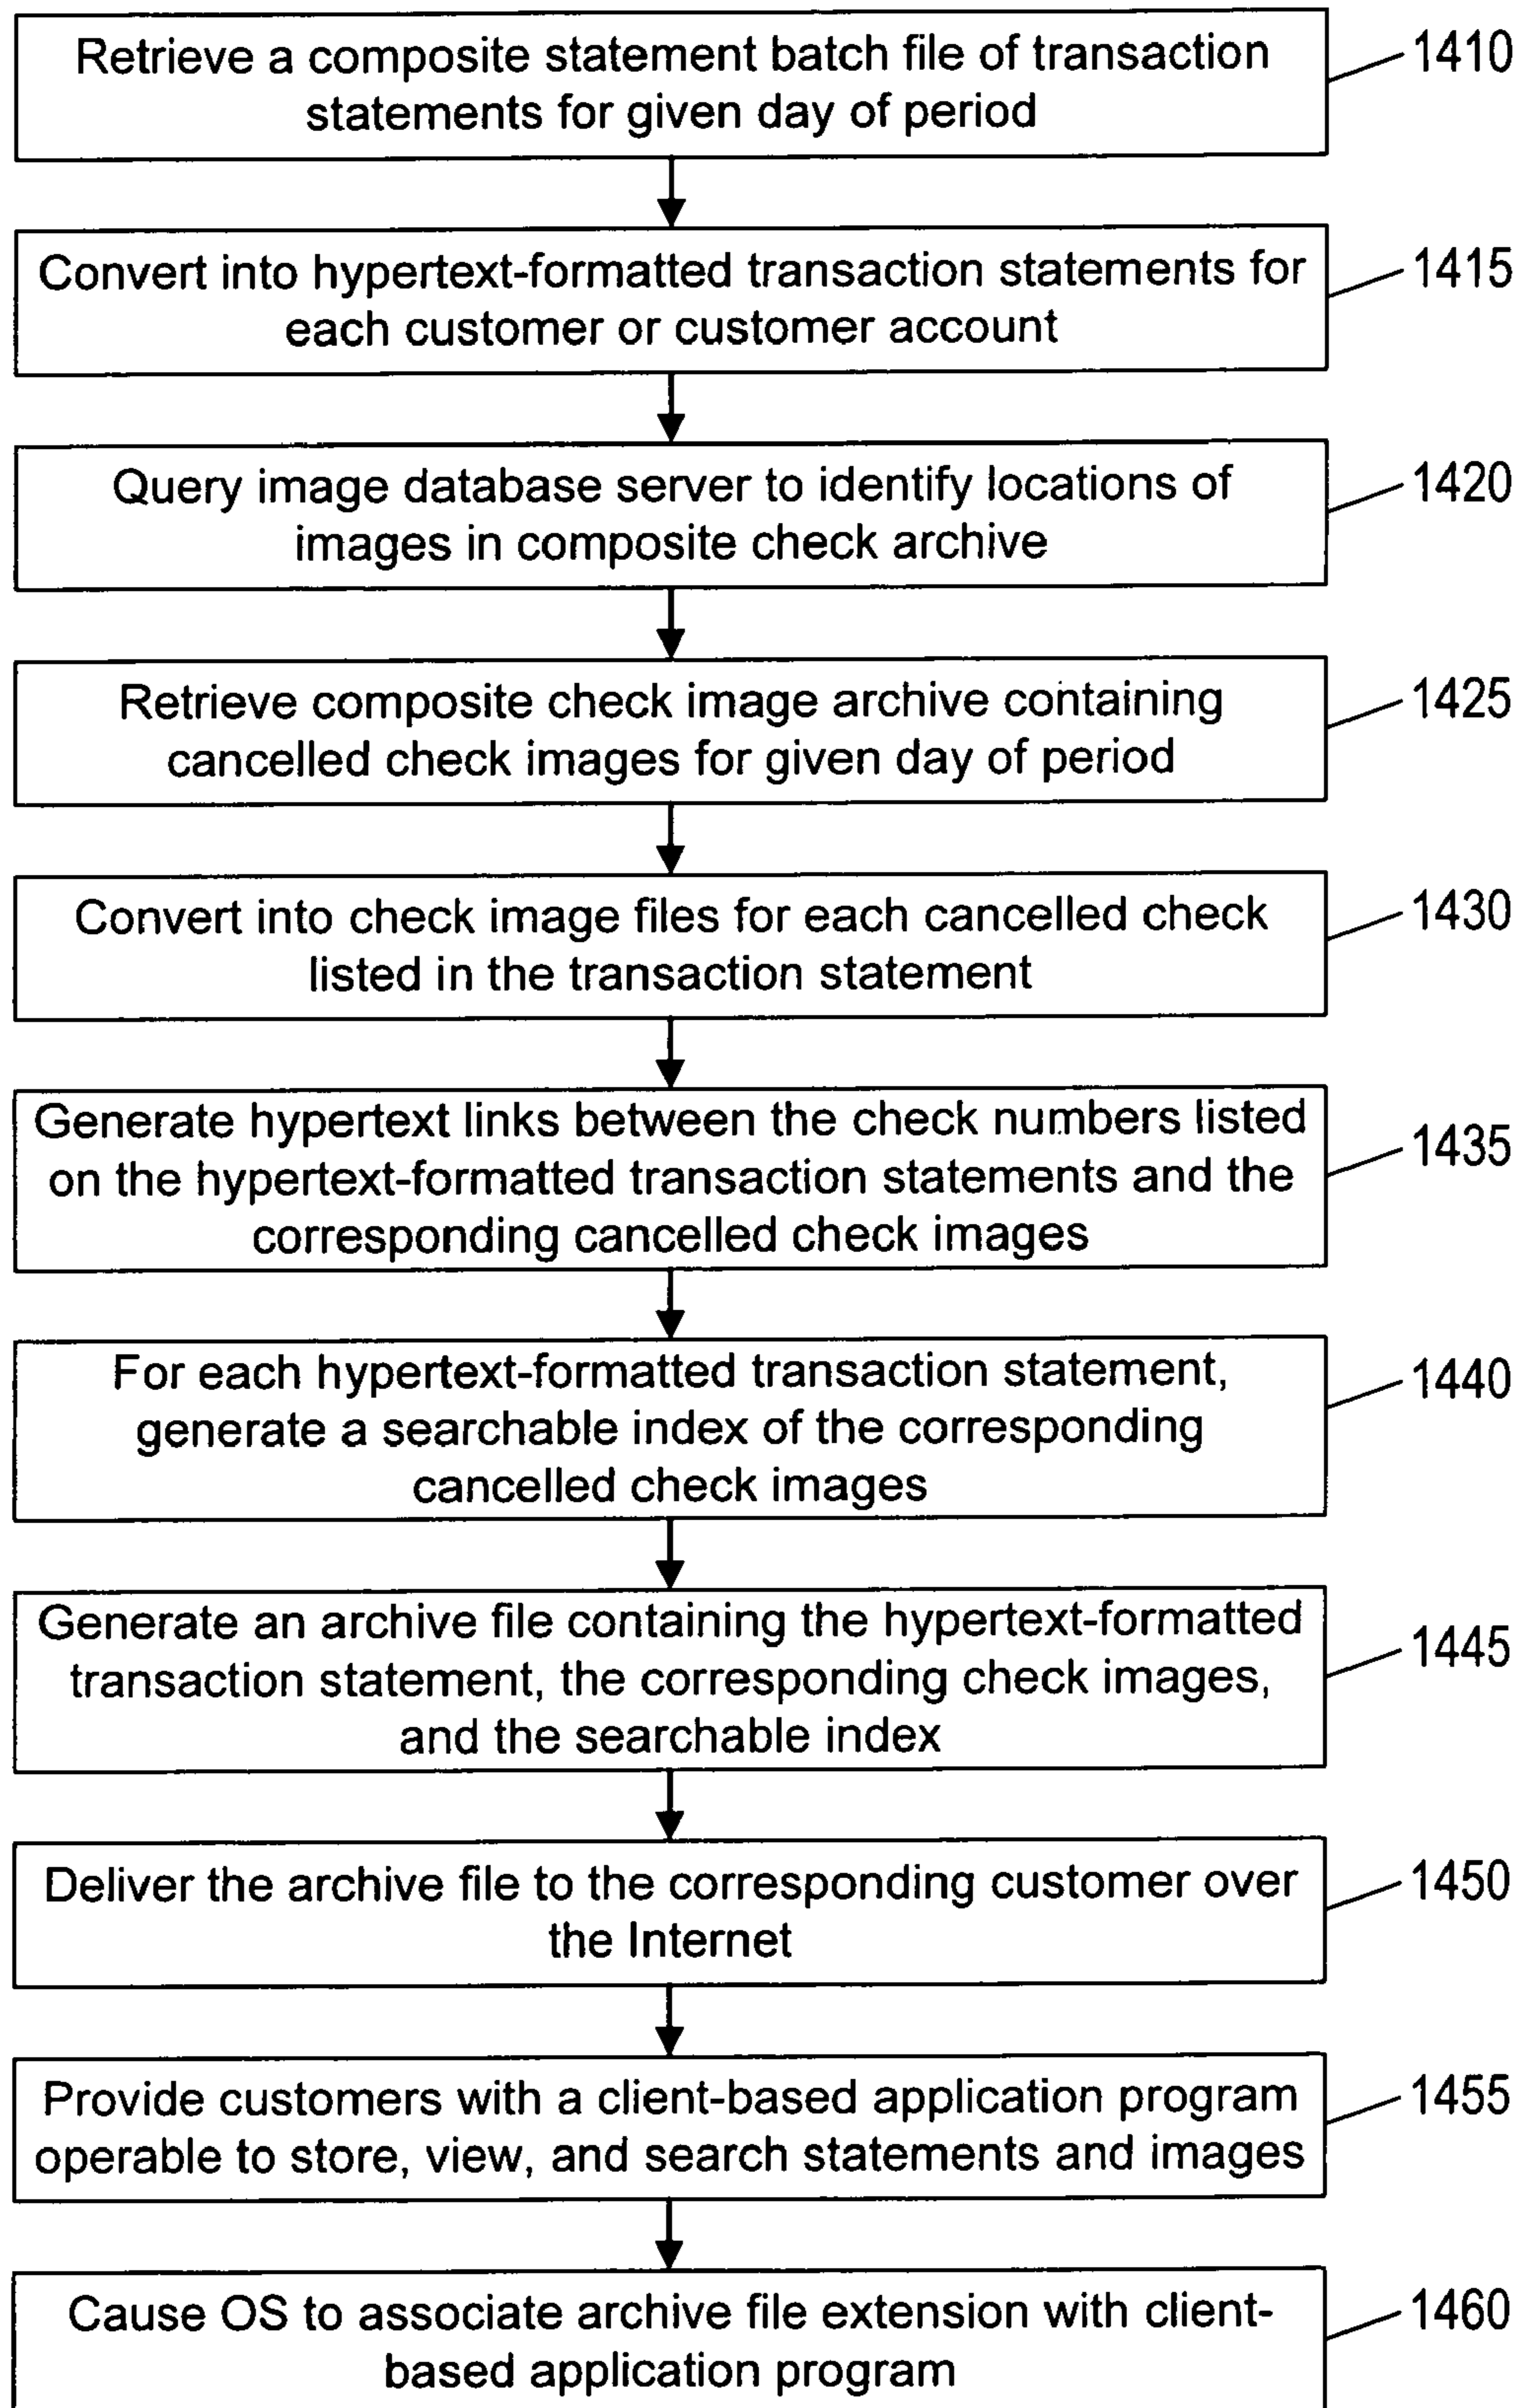 Retrieve a composite statement batch file of transaction
statements for given day of period
1410
Convert into hypertext-formatted transaction statements for
each customer or customer account
1415
Query image database server to identify locations of
images in composite check archive
1420
Retrieve composite check image archive containing
cancelled check images for given day of period
1425
Convert into check image files for each cancelled check
listed in the transaction statement
1430
Generate hypertext links between the check numbers listed
on the hypertext-formatted transaction statements and the
corresponding cancelled check images
1435
For each hypertext-formatted transaction statement,
generate a searchable index of the corresponding
cancelled check images
1440
Generate an archive file containing the hypertext-formatted
transaction statement, the corresponding check images,
and the searchable index
1445
Deliver the archive file to the corresponding customer over
the Internet
1450
Provide customers with a client-based application program
operable to store, view, and search statements and images
1455
Cause OS to associate archive file extension with client-
based application program
1460